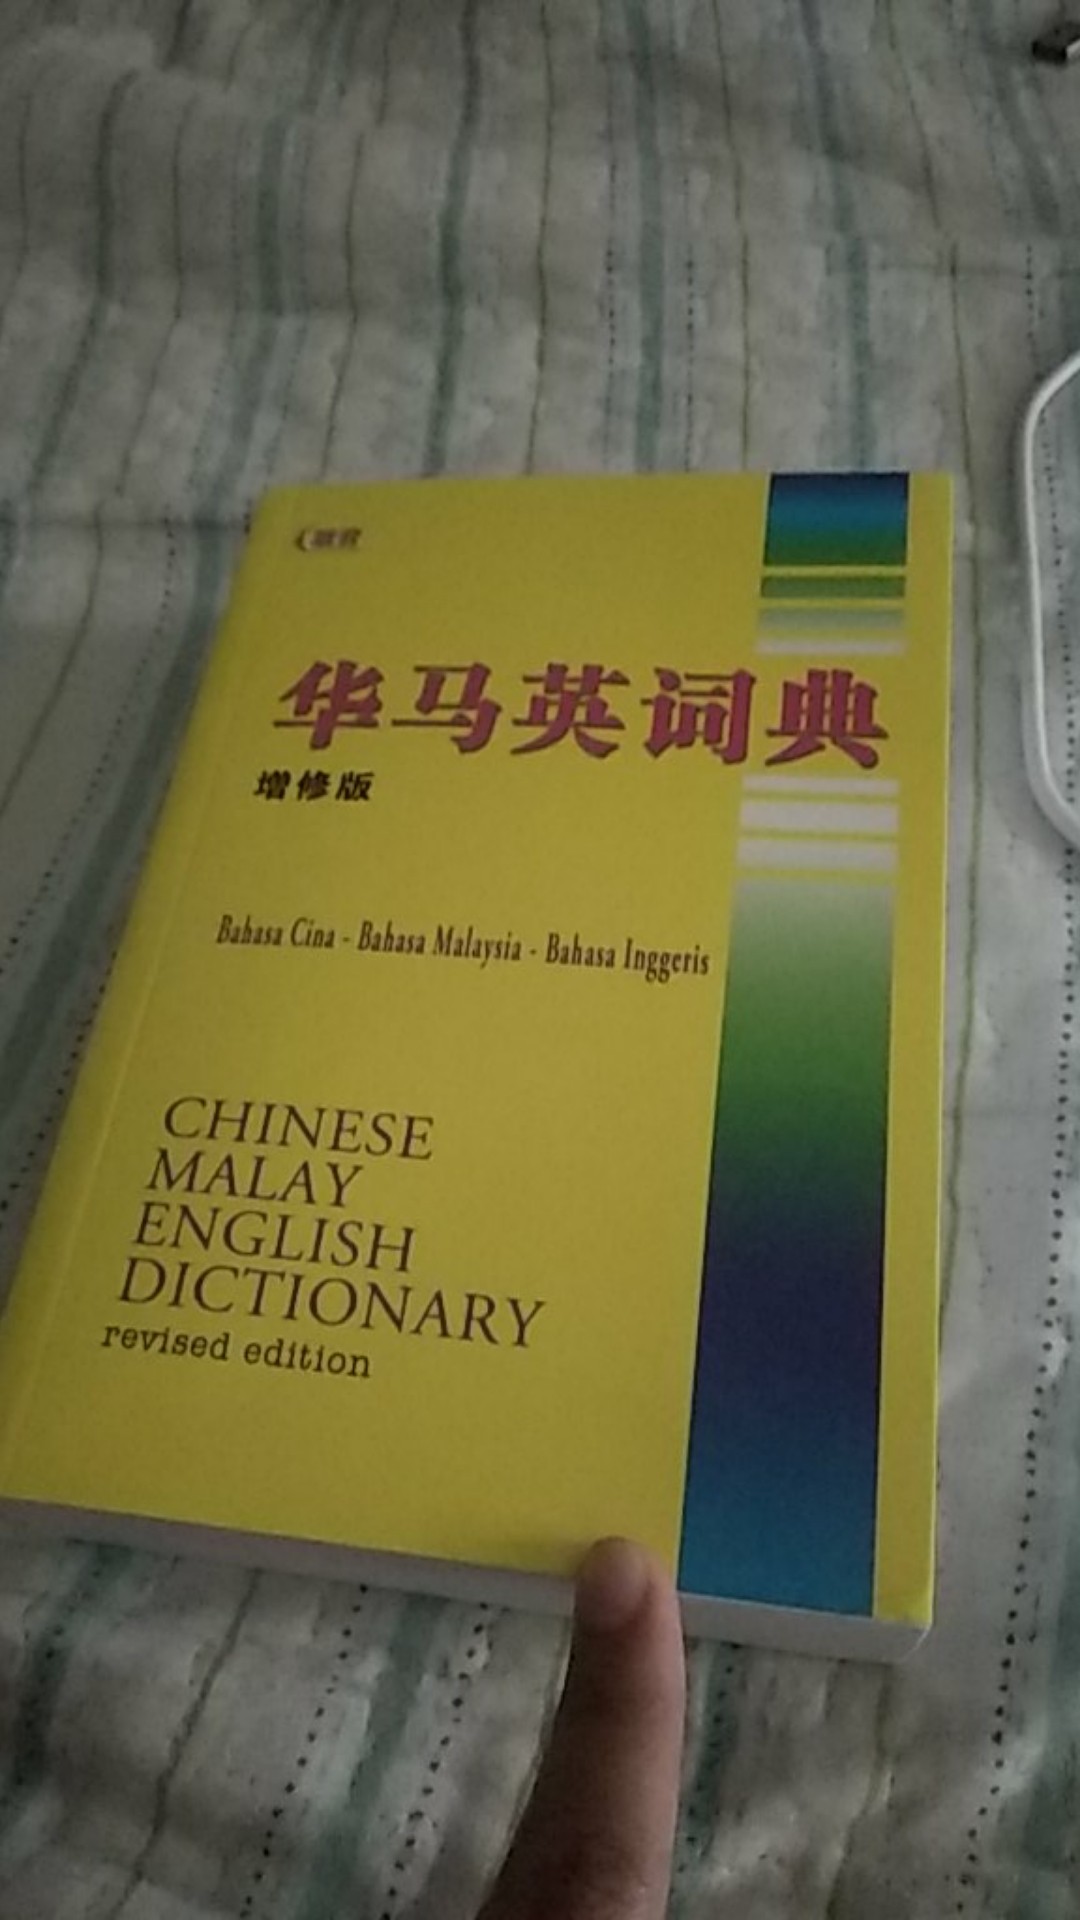 华马英词典
增修版
Bahasa Cina - Bahasa Malaysia - Bahasa Inggeris
CHINESE
MALAY
ENGLISH
DICTIONARY
revised edition